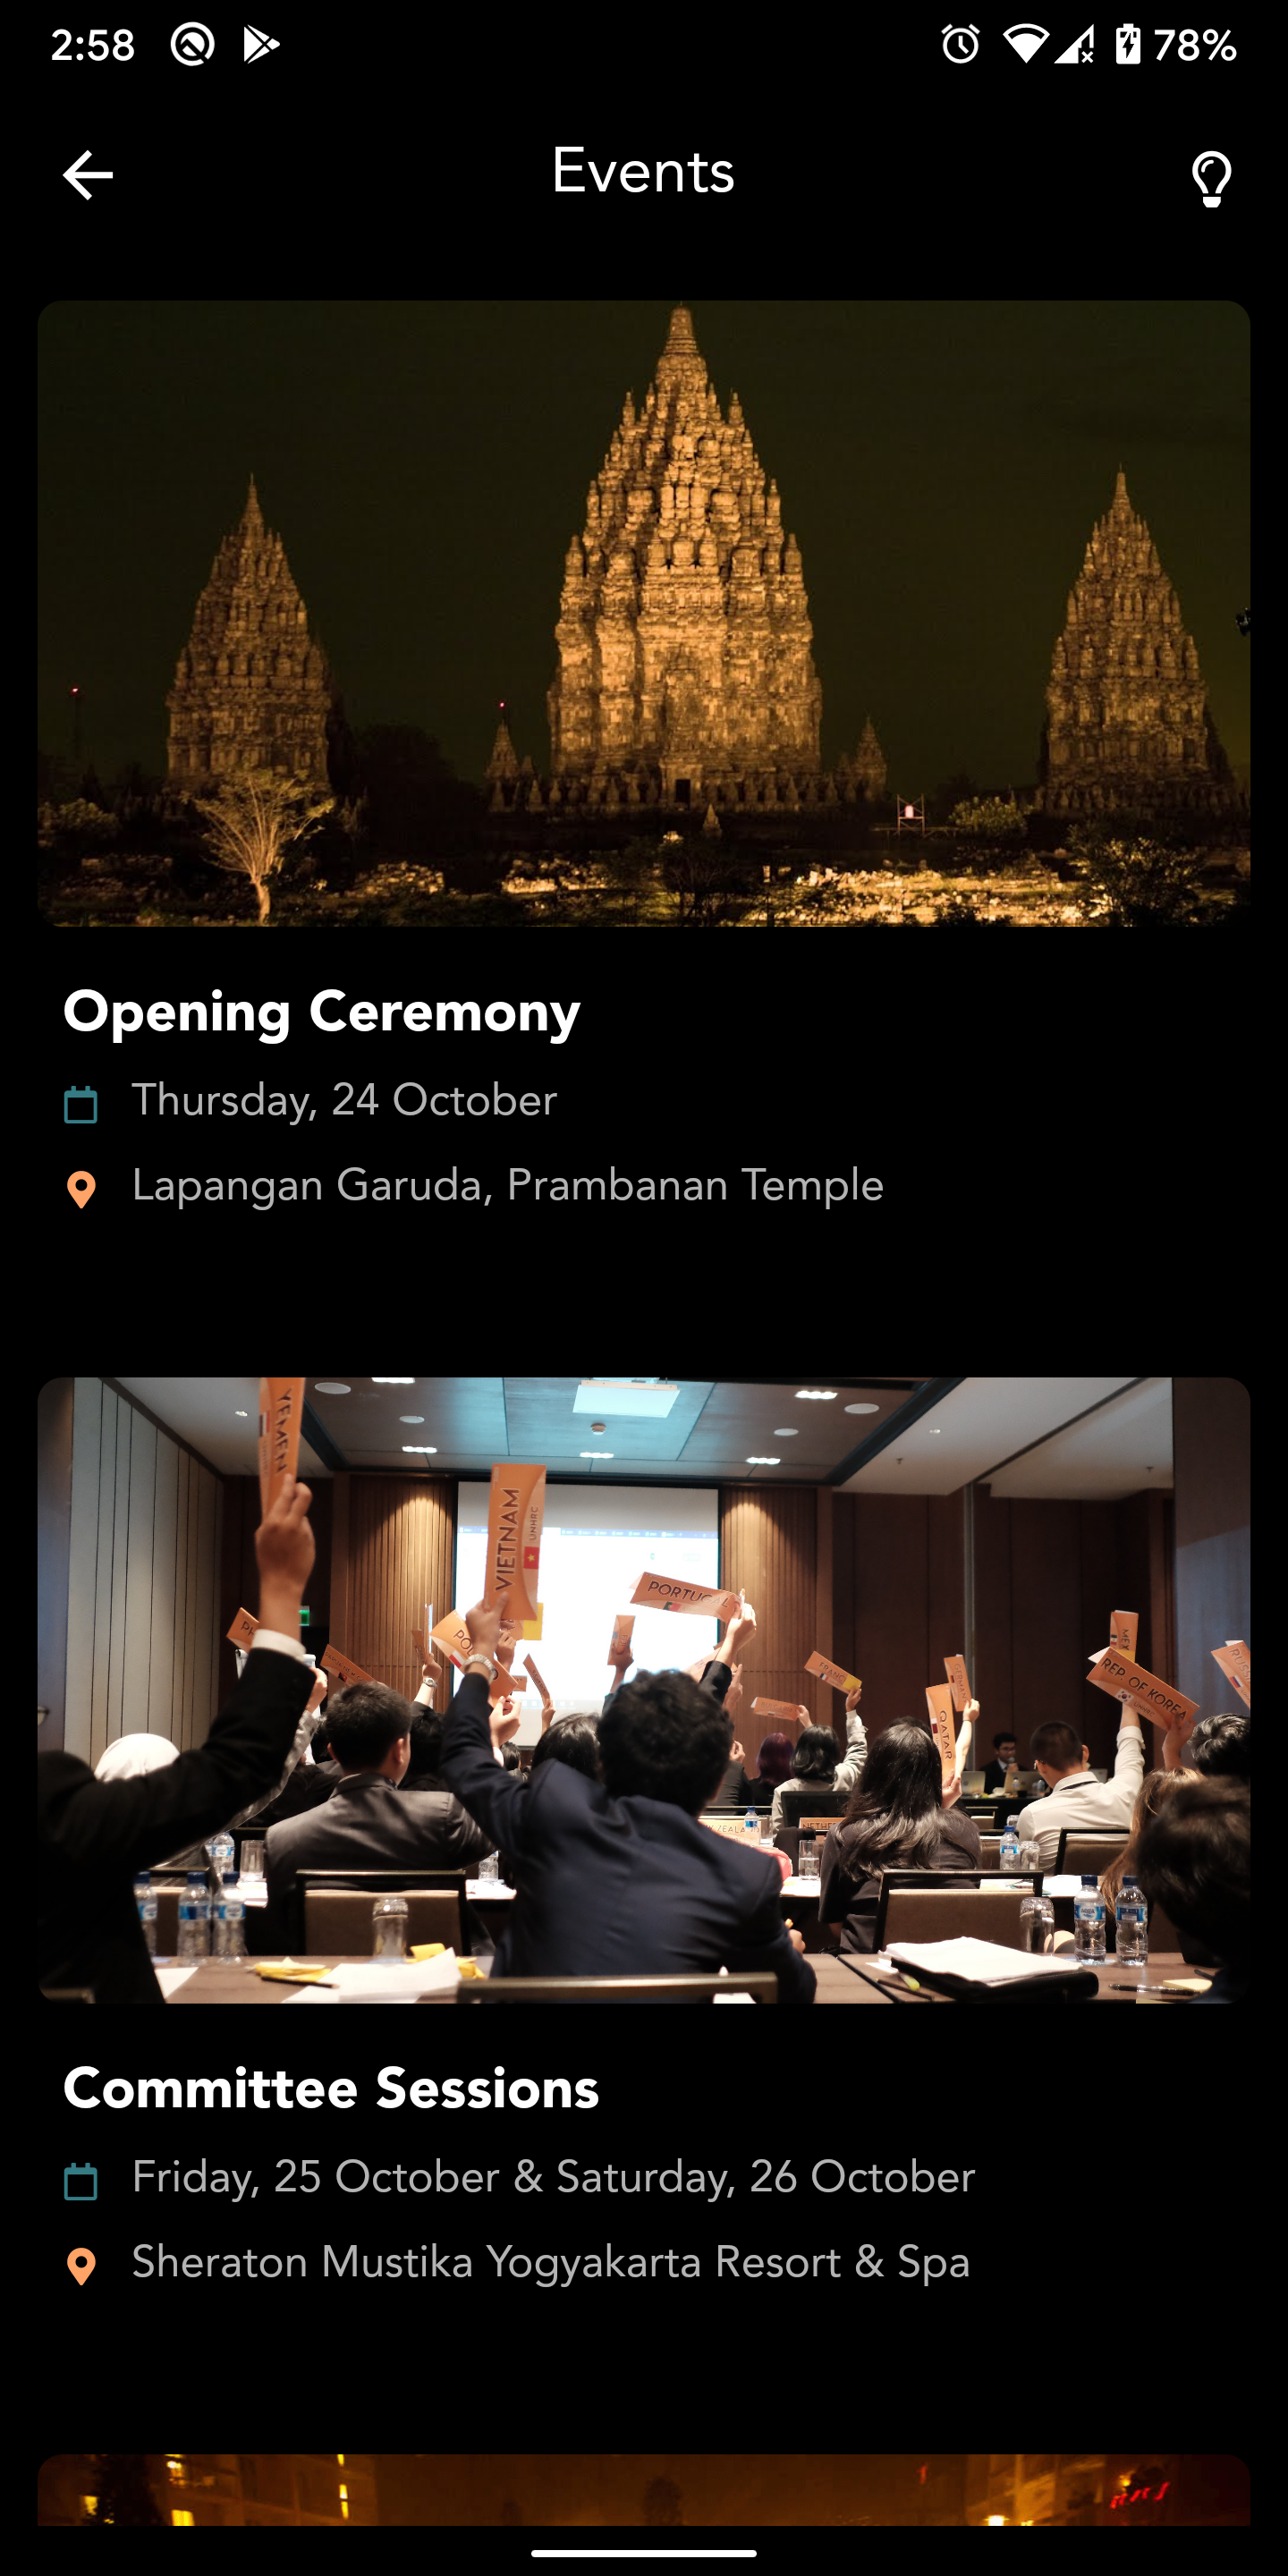 2:58
78%
Events
Opening Ceremony
Thursday, 24 October
Lapangan Garuda, Prambanan Temple
YEMEN
VIETNAM
UNHRC
PORTUGAL
QATAR
REP OF KOREA
Committee Sessions
Friday, 25 October & Saturday, 26 October
Sheraton Mustika Yogyakarta Resort & Spa